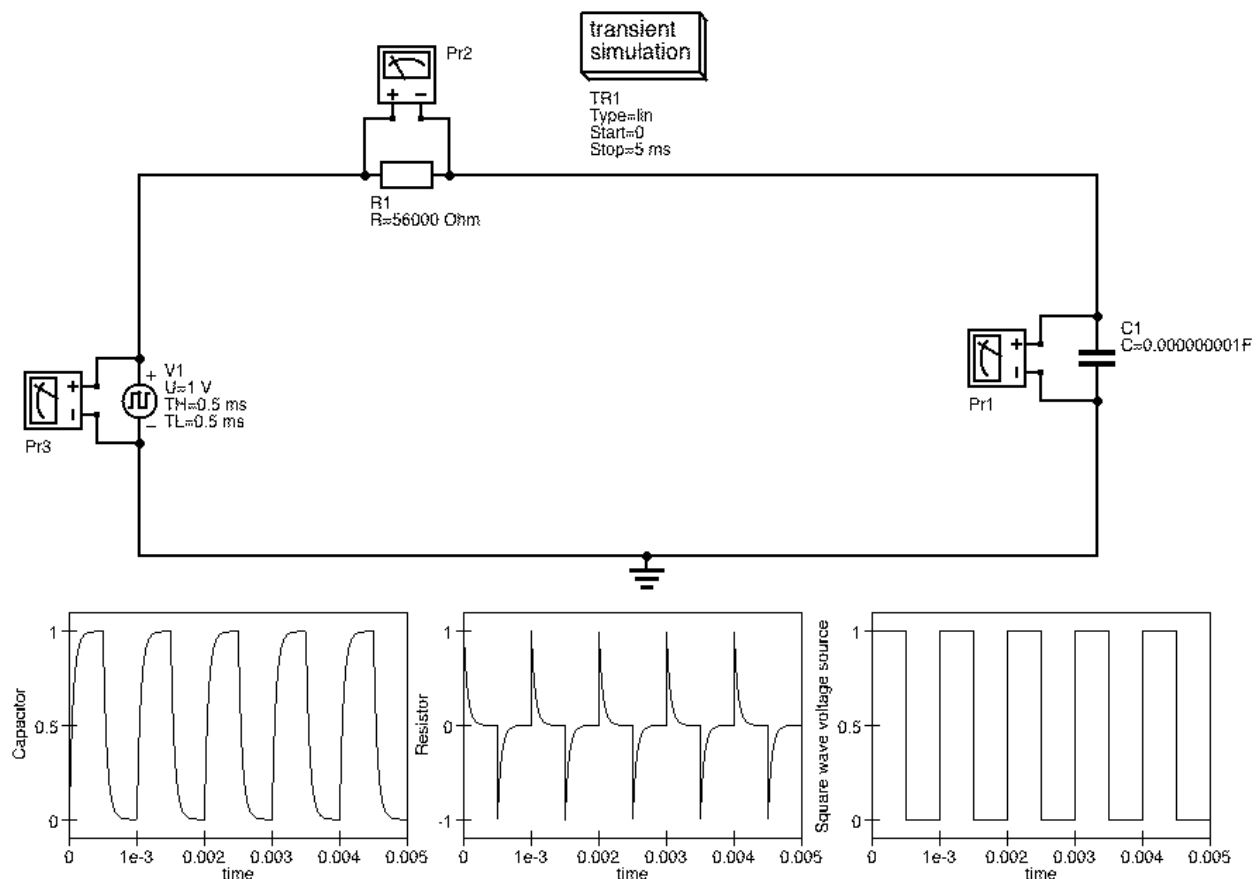 transient
simulation
Pr2
+ −
TR1
Type=lin
Start=0
Stop=5 ms
R1
R=56000 Ohm
C1
C=0.000000001F
+
-
Pr1
+
V1
U=1 V
TH=0.5 ms
TL=0.5 ms
−
+
-
Pr3
Capacitor
1
0.5
0
0 1e-3 0.002 0.003 0.004 0.005
time
Resistor
1
0
-1
0 1e-3 0.002 0.003 0.004 0.005
time
Square wave voltage source
1
0.5
0
0 1e-3 0.002 0.003 0.004 0.005
time